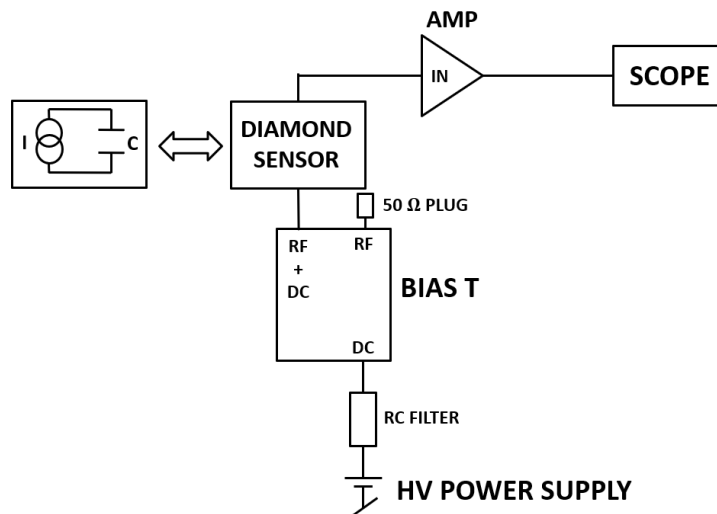 AMP
IN
SCOPE
I
C
DIAMOND
SENSOR
50 Ω PLUG
RF
+
DC
RF
BIAS T
DC
RC FILTER
HV POWER SUPPLY